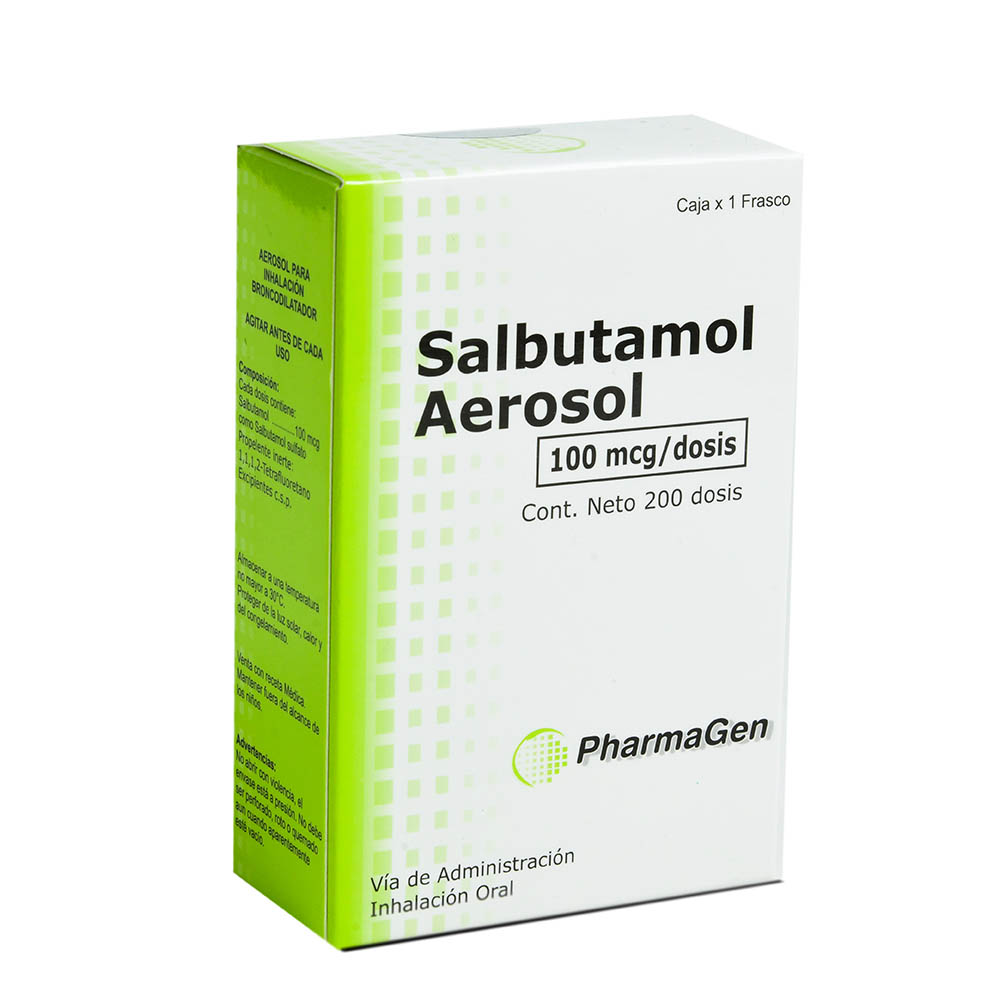 Caja x 1 Frasco
Salbutamol
Aerosol
100 mcg/dosis
Cont. Neto 200 dosis
PharmaGen
Vía de Administración
Inhalación Oral
AEROSOL PARA
INHALACIÓN
BRONCODILATADOR
AGITAR ANTES DE CADA
USO
Composición:
Cada dosis contiene:
Salbutamol ______ 100 mcg
como Salbutamol sulfato
Propelente inerte:
1,1,1,2-Tetrafluoretano
Excipientes c.s.p.
Almacenar a una temperatura
no mayor a 30°C.
Proteger de la luz solar, calor y
del congelamiento.
Venta con receta Médica.
Mantener fuera del alcance de
los niños.
Advertencias:
No abrir con violencia, el
envase está a presión. No debe
ser perforado, roto o quemado
aun cuando aparentemente
esté vacío.